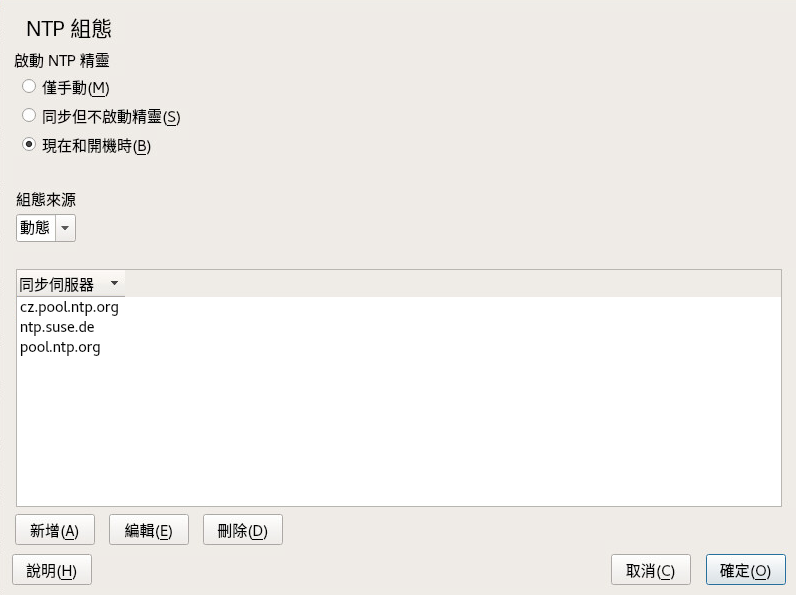 NTP 組態
啟動 NTP 精靈
僅手動(M)
同步但不啟動精靈(S)
現在和開機時(B)
組態來源
動態
同步伺服器
cz.pool.ntp.org
ntp.suse.de
pool.ntp.org
新增(A) 編輯(E) 刪除(D)
說明(H) 取消(C) 確定(O)